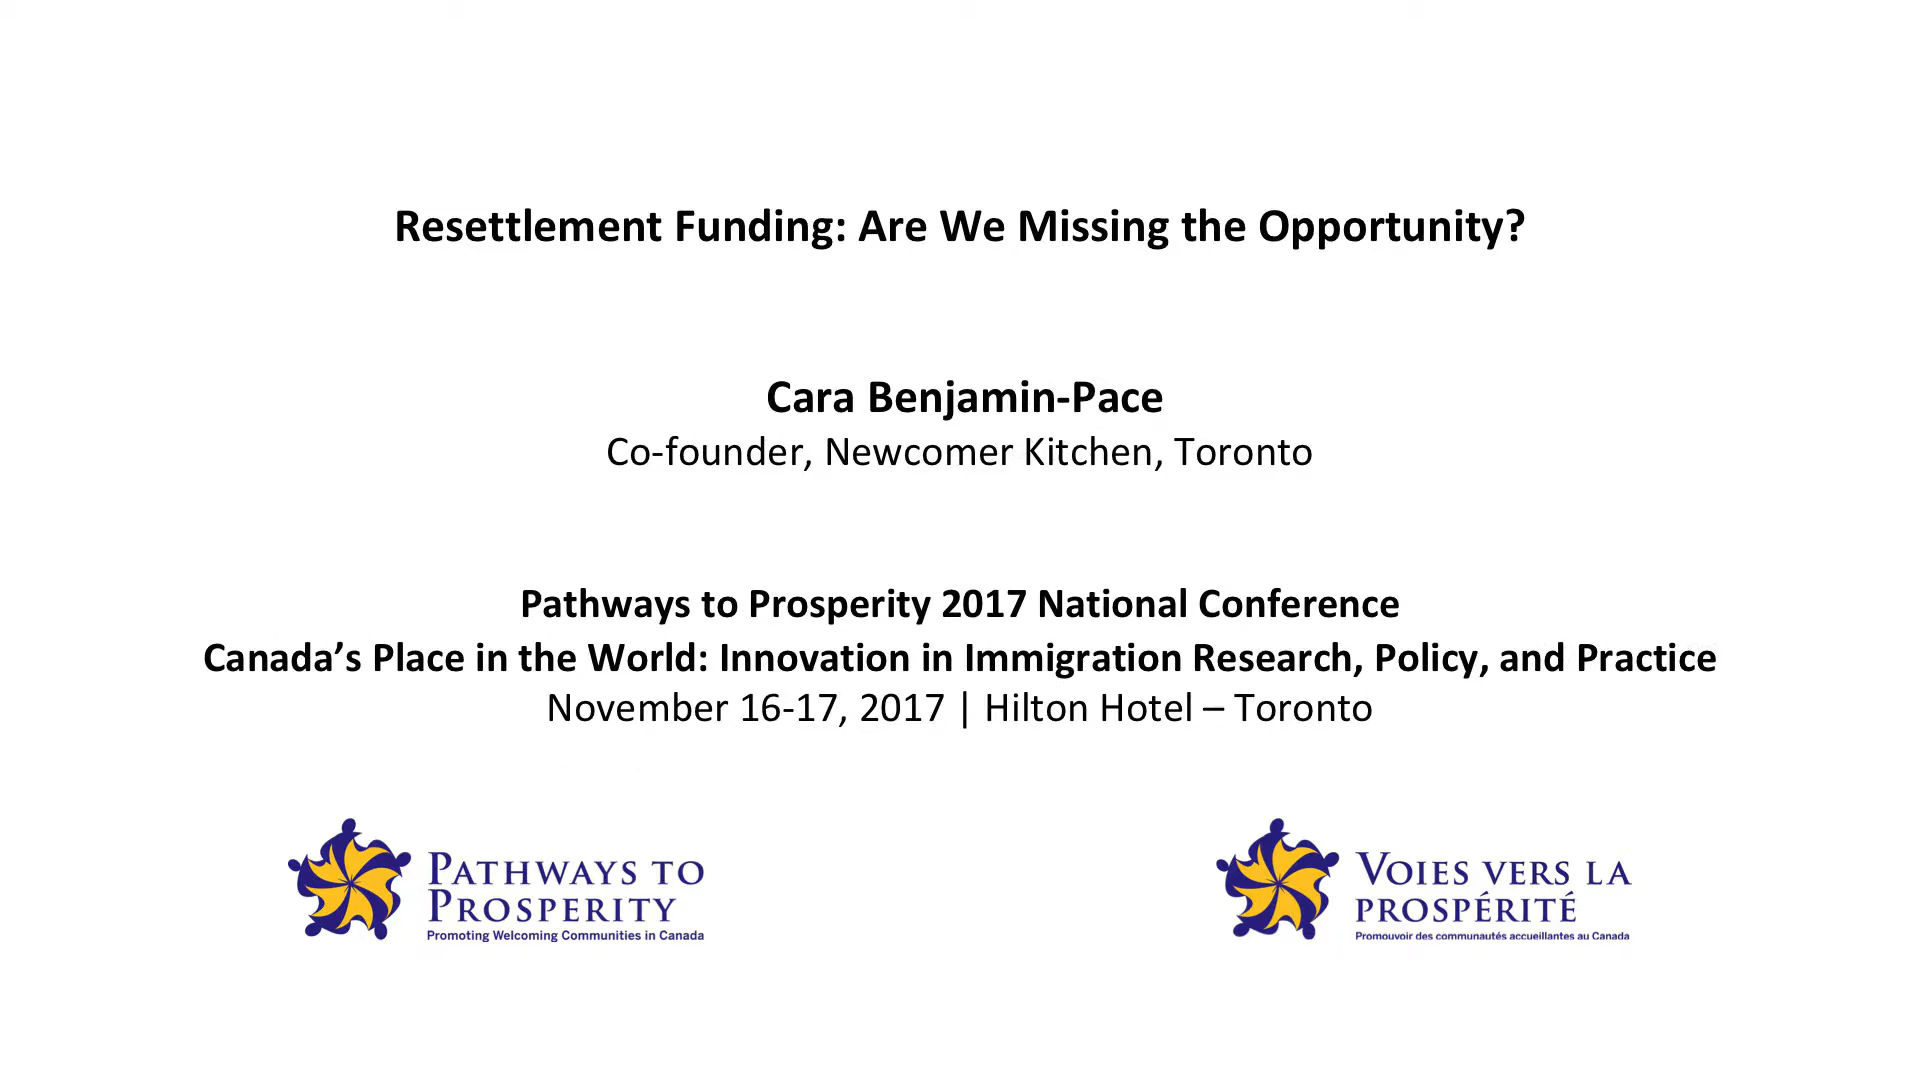 Resettlement Funding: Are We Missing the Opportunity?
Cara Benjamin-Pace
Co-founder, Newcomer Kitchen, Toronto
Pathways to Prosperity 2017 National Conference
Canada’s Place in the World: Innovation in Immigration Research, Policy, and Practice
November 16-17, 2017 | Hilton Hotel – Toronto
PATHWAYS TO
PROSPERITY
Promoting Welcoming Communities in Canada
VOIES VERS LA
PROSPÉRITÉ
Promouvoir des communautés accueillantes au Canada